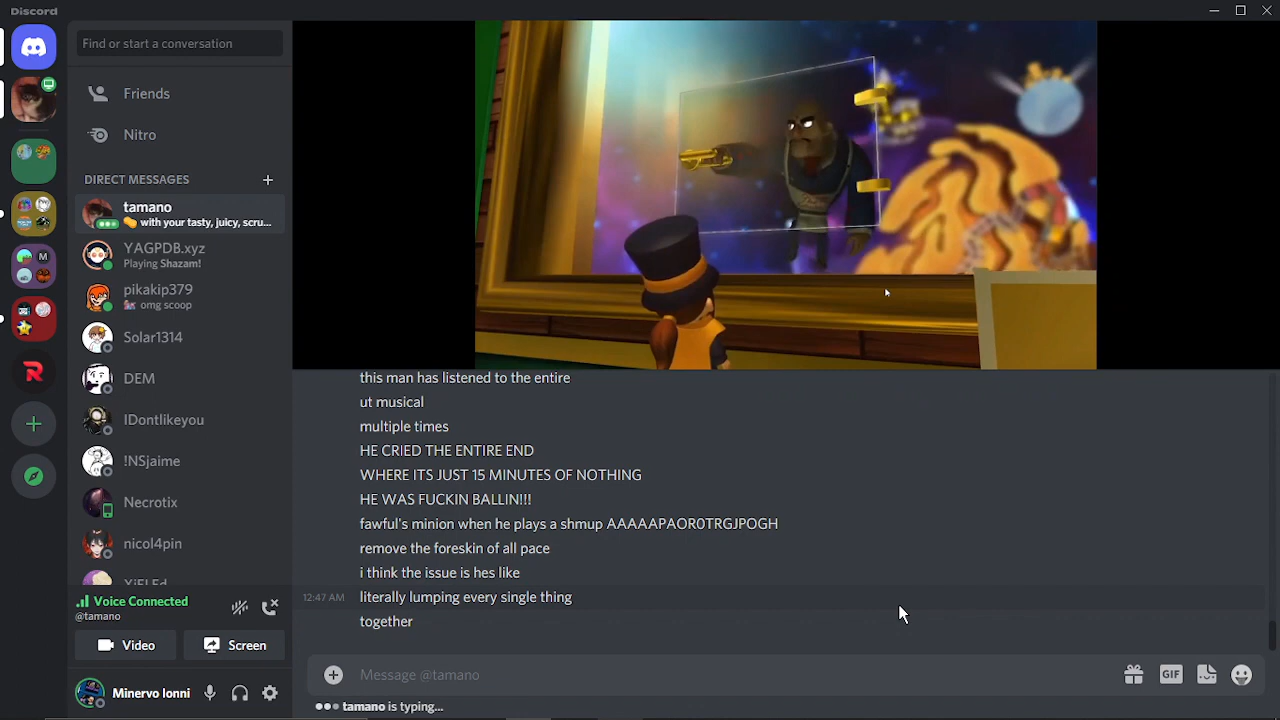 Discord
Find or start a conversation
Friends
Nitro
DIRECT MESSAGES
tamano
with your tasty, juicy, scru...
YAGPDB.xyz
Playing Shazam!
pikakip379
omg scoop
Solar1314
DEM
IDontlikeyou
!NSjaime
Necrotix
nicol4pin
Voice Connected
@tamano
Video
Screen
Minervo Ionni
this man has listened to the entire
ut musical
multiple times
HE CRIED THE ENTIRE END
WHERE ITS JUST 15 MINUTES OF NOTHING
HE WAS FUCKIN BALLIN!!!
fawful's minion when he plays a shmup AAAAAPAOR0TRGJPOGH
remove the foreskin of all pace
i think the issue is hes like
12:47 AM literally lumping every single thing
together
Message @tamano
GIF
tamano is typing...